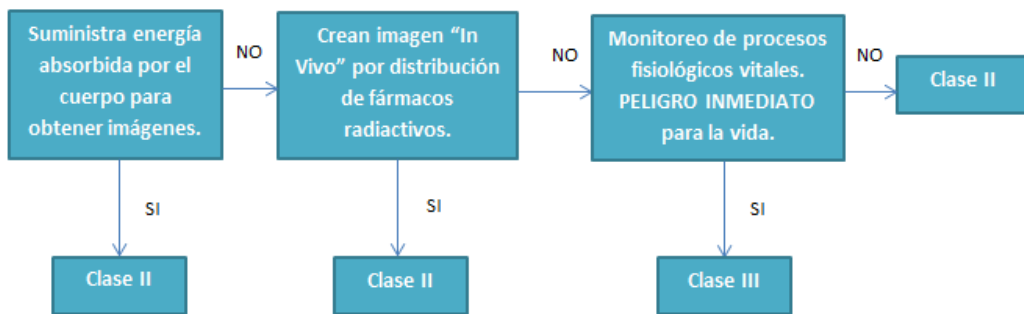 Suministra energía
absorbida por el
cuerpo para
obtener imágenes.
NO
Crean imagen “In
Vivo” por distribución
de fármacos
radiactivos.
NO
Monitoreo de procesos
fisiológicos vitales.
PELIGRO INMEDIATO
para la vida.
NO
Clase II
SI
SI
SI
Clase II
Clase II
Clase III